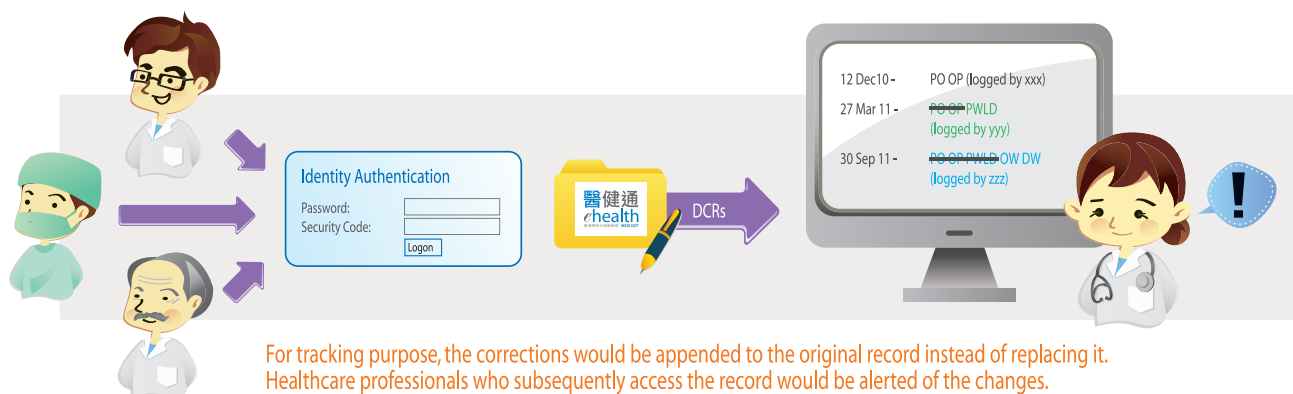 Identity Authentication
Password:
Security Code:
Logon
醫健通
ehealth
DCRs
12 Dec10 - PO OP (logged by xxx)
27 Mar 11 - PO OP PWLD
(logged by yyy)
30 Sep 11 - PO OP PWLD OW DW
(logged by zzz)
!
For tracking purpose, the corrections would be appended to the original record instead of replacing it.
Healthcare professionals who subsequently access the record would be alerted of the changes.